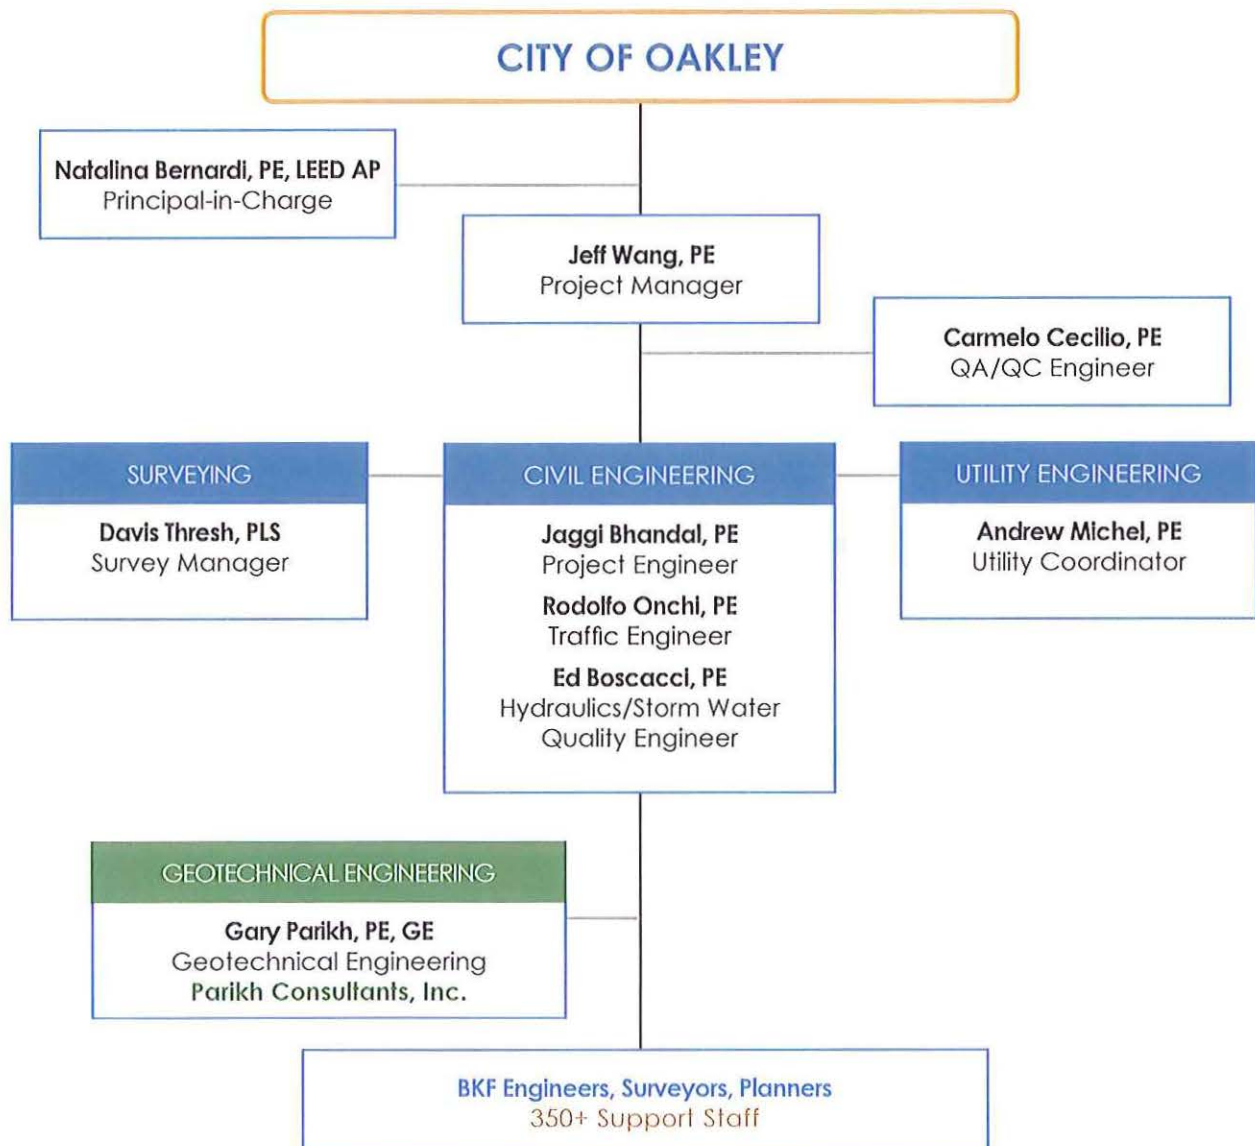 CITY OF OAKLEY
Natalina Bernardi, PE, LEED AP
Principal-in-Charge
Jeff Wang, PE
Project Manager
Carmelo Cecilio, PE
QA/QC Engineer
SURVEYING
Davis Thresh, PLS
Survey Manager
CIVIL ENGINEERING
Jaggi Bhandal, PE
Project Engineer
Rodolfo Onchi, PE
Traffic Engineer
Ed Boscacci, PE
Hydraulics/Storm Water
Quality Engineer
UTILITY ENGINEERING
Andrew Michel, PE
Utility Coordinator
GEOTECHNICAL ENGINEERING
Gary Parikh, PE, GE
Geotechnical Engineering
Parikh Consultants, Inc.
BKF Engineers, Surveyors, Planners
350+ Support Staff